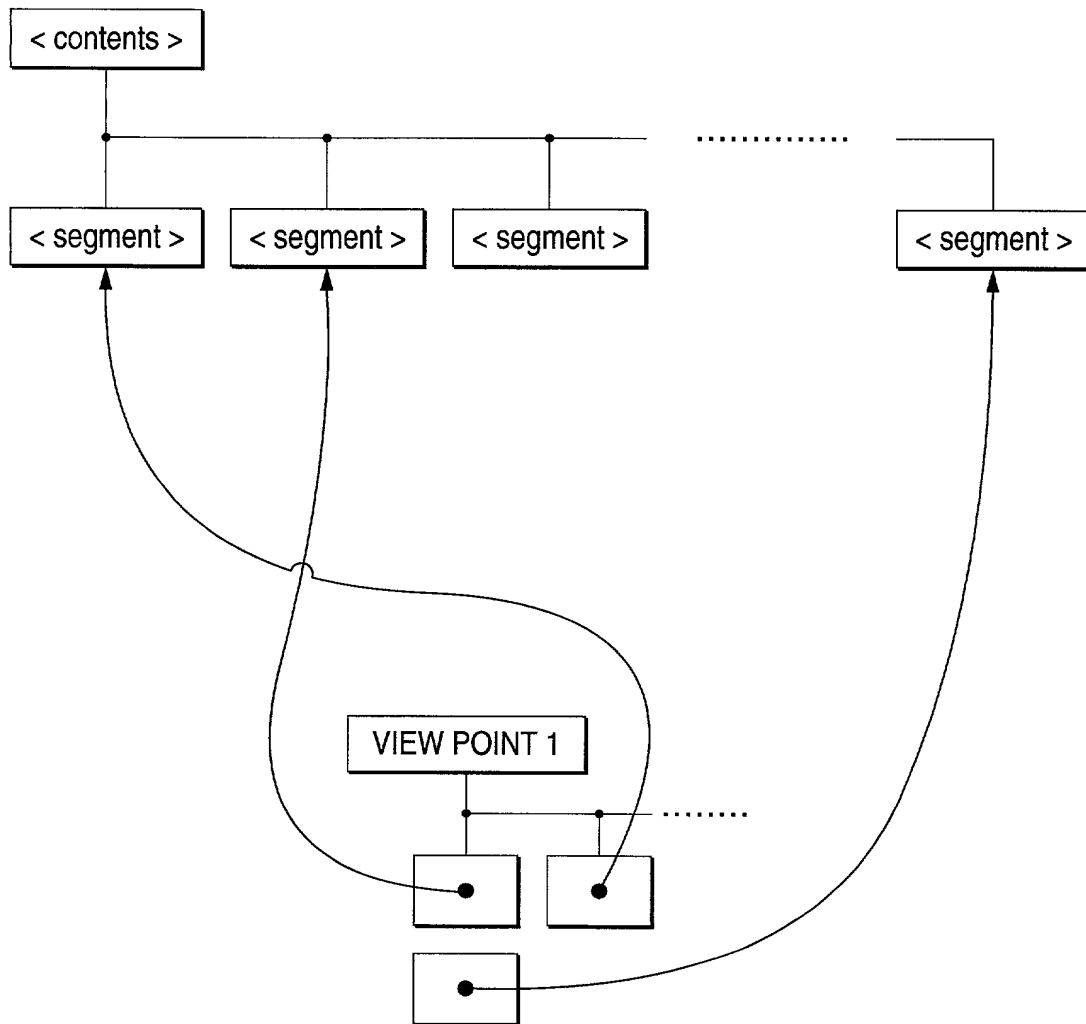 < contents >
< segment > < segment > < segment > < segment >
VIEW POINT 1